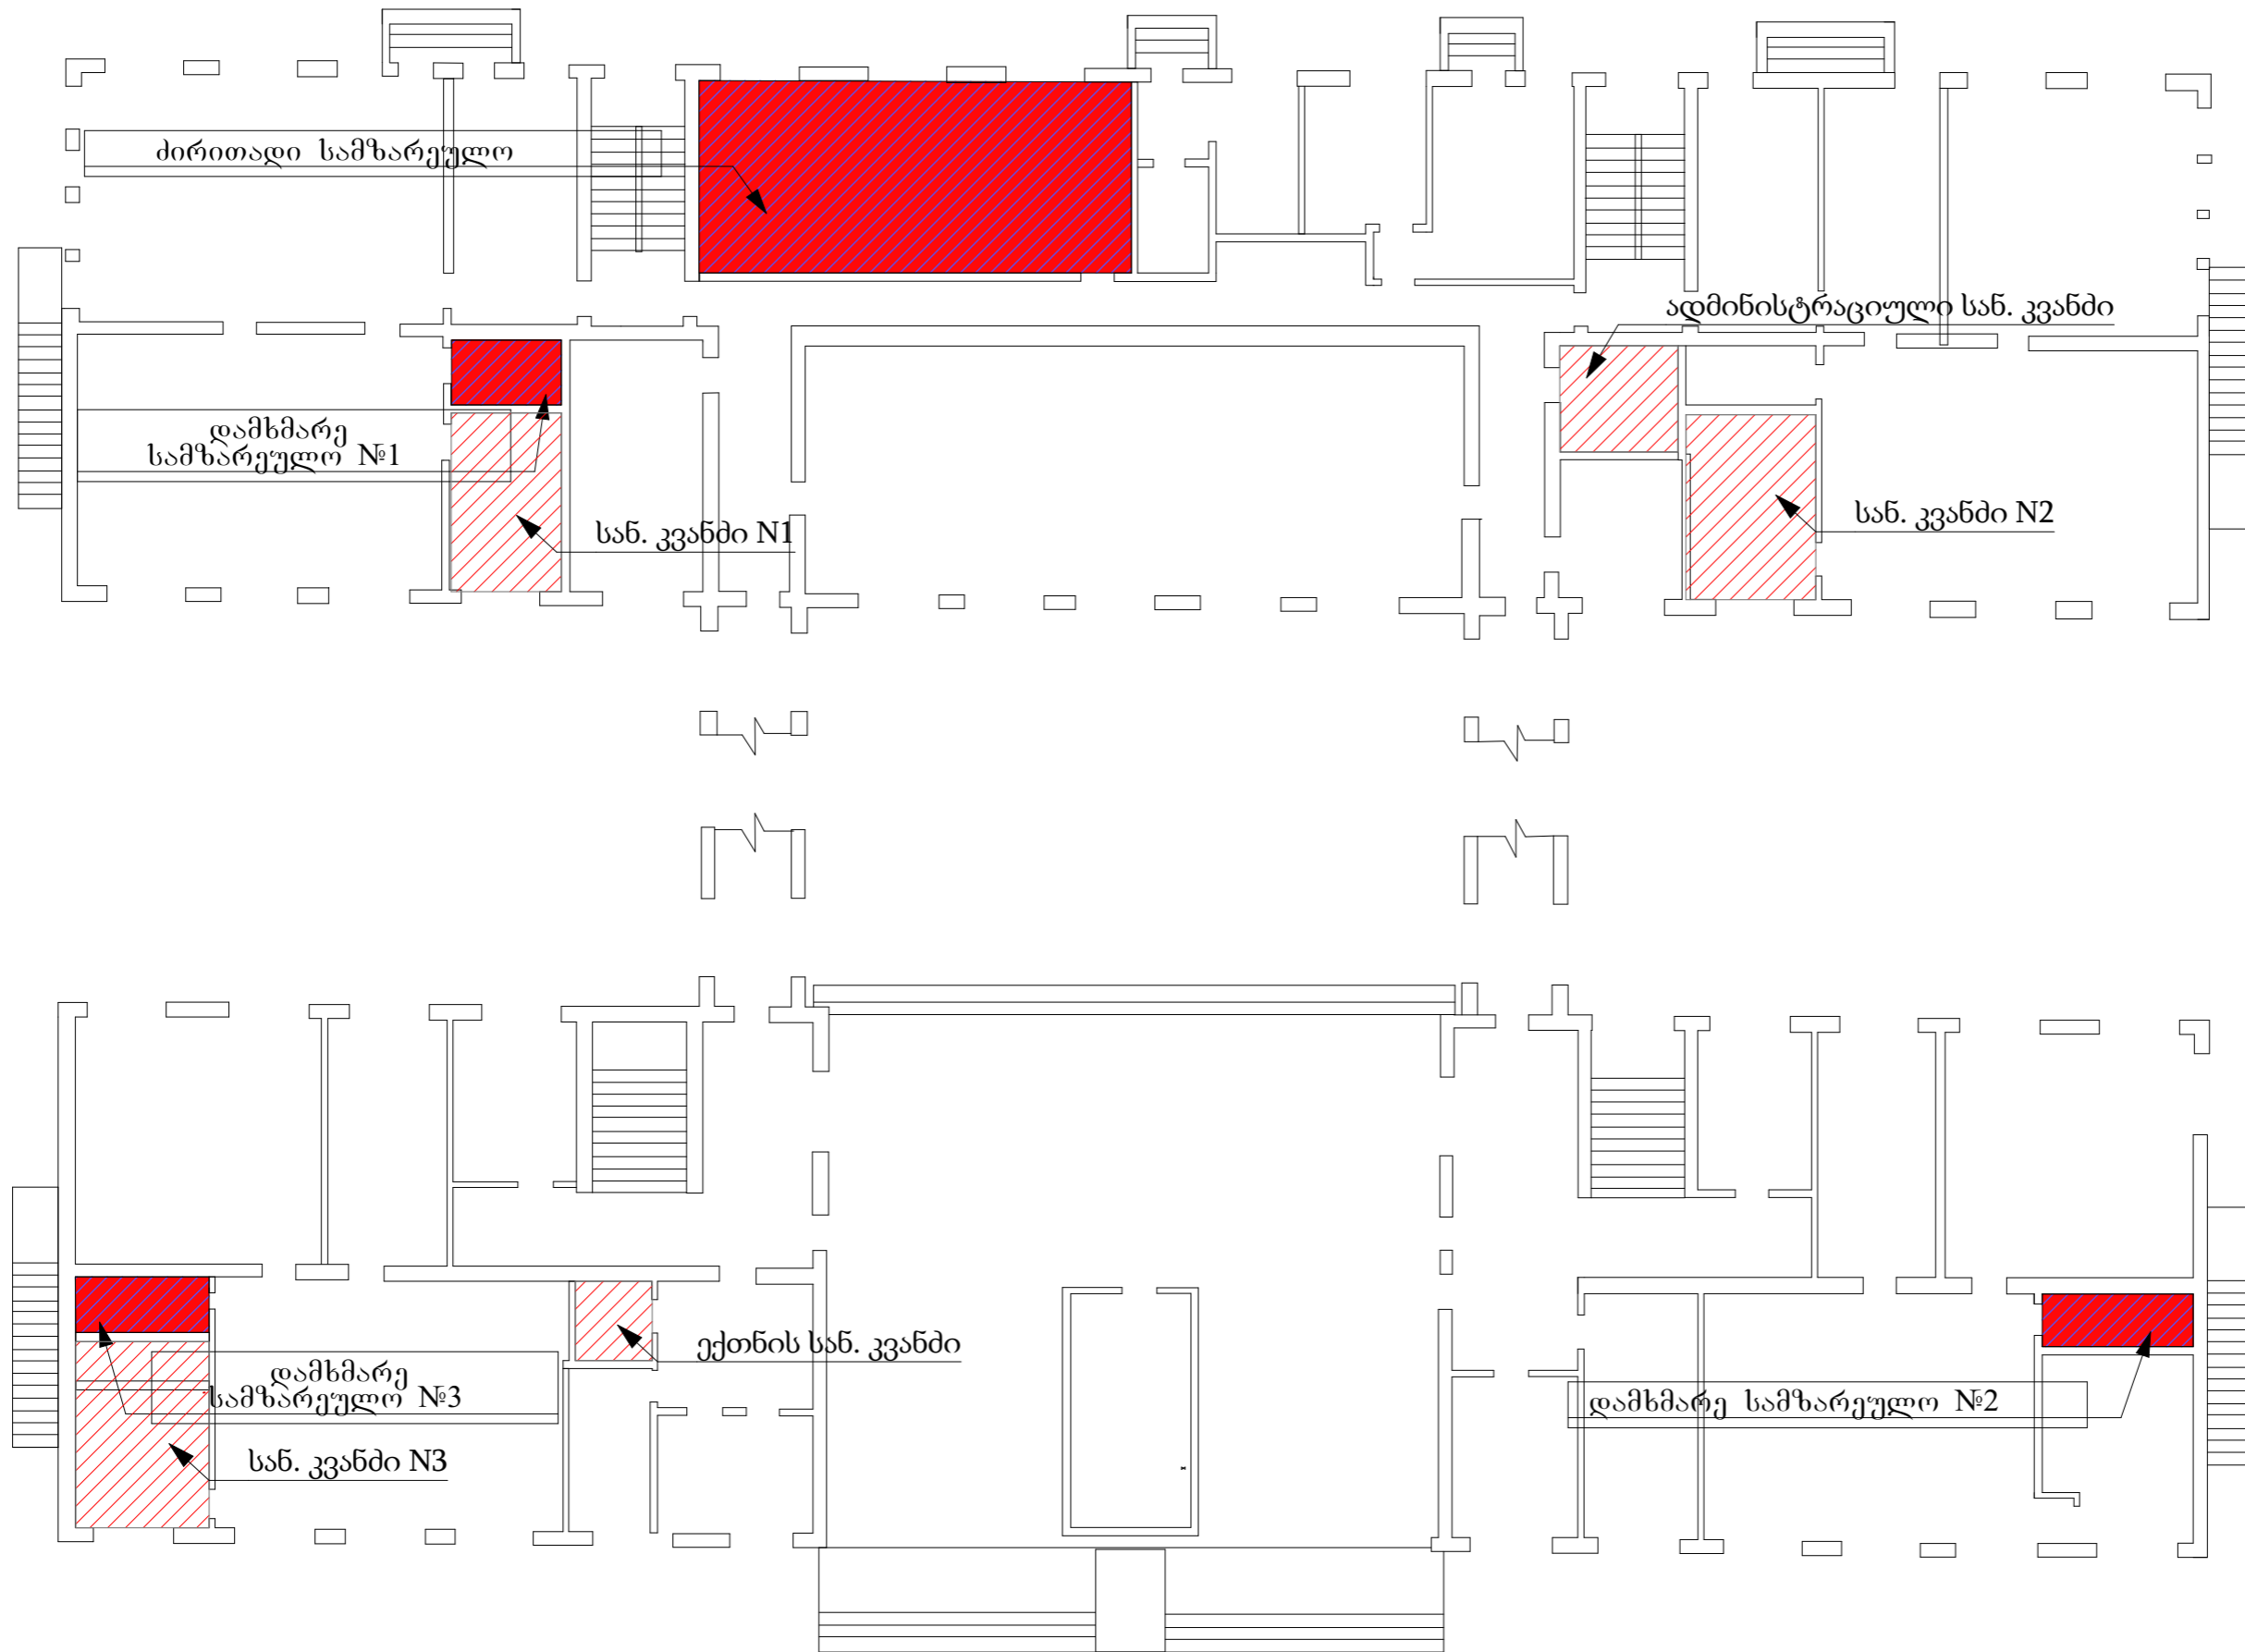 ძირითადი სამზარეულო
ადმინისტრაციული სან. კვანძი
დამხმარე
სამზარეულო №1
სან. კვანძი N1
სან. კვანძი N2
ექთნის სან. კვანძი
დამხმარე
სამზარეულო №3
დამხმარე სამზარეულო №2
სან. კვანძი N3